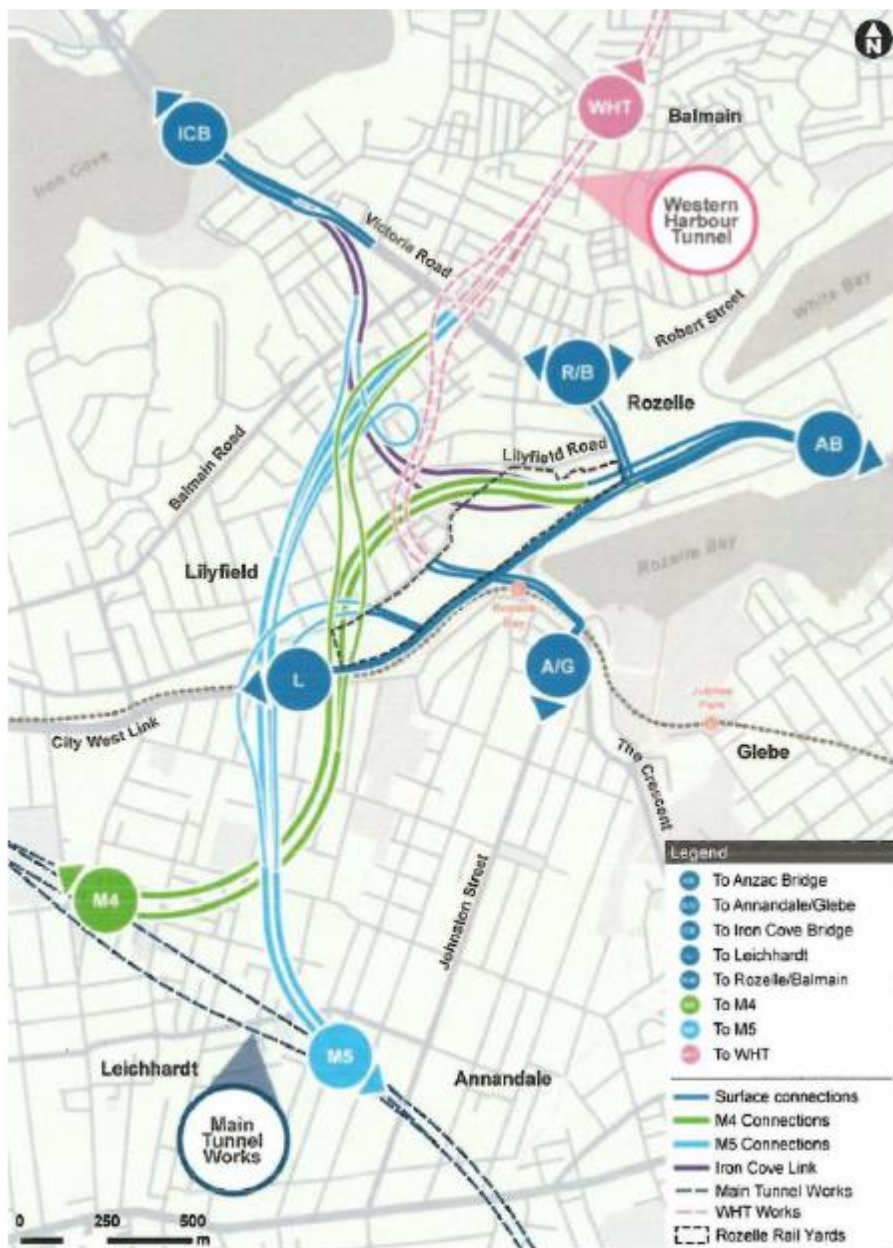 N
WHT
Balmain
ICB
Iron Cove
Western
Harbour
Tunnel
Victoria Road
White Bay
Robert Street
R/B
Rozelle
AB
Lilyfield Road
Balmain Road
Rozelle Bay
Lilyfield
Rozelle
Bay
A/G
L
Jubilee
Park
City West Link
Glebe
The Crescent
Johnston Street
M4
Legend
To Anzac Bridge
To Annandale/Glebe
To Iron Cove Bridge
To Leichhardt
To Rozelle/Balmain
To M4
To M5
To WHT
M5
Leichhardt
Annandale
Main
Tunnel
Works
Surface connections
M4 Connections
M5 Connections
Iron Cove Link
Main Tunnel Works
WHT Works
Rozelle Rail Yards
0 250 500
m